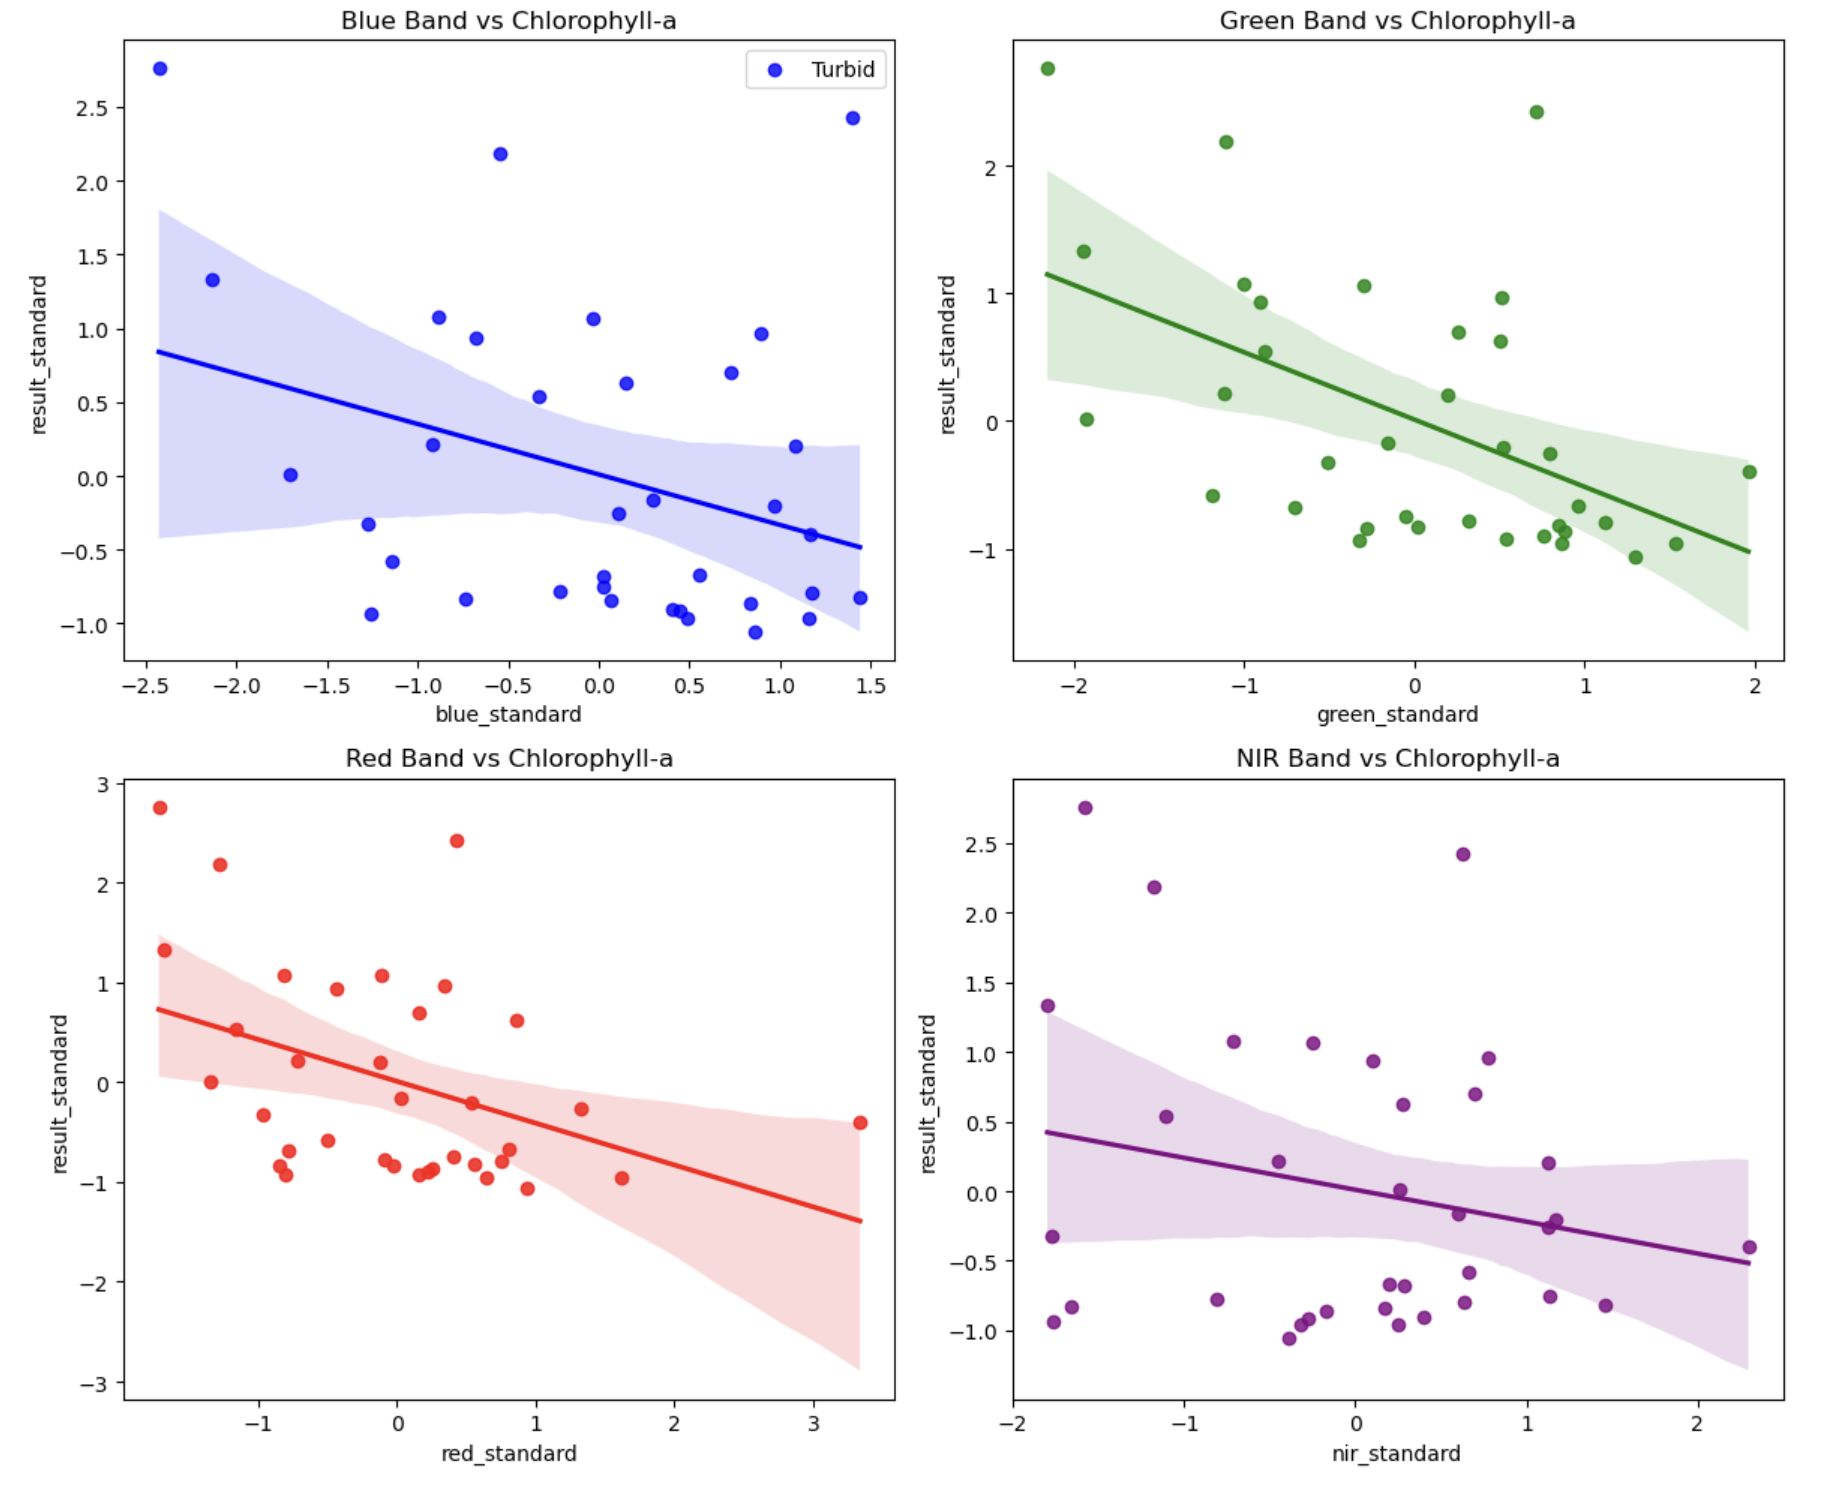 Blue Band vs Chlorophyll-a
Turbid
result_standard
2.5
2.0
1.5
1.0
0.5
0.0
−0.5
−1.0
−2.5 −2.0 −1.5 −1.0 −0.5 0.0 0.5 1.0 1.5
blue_standard
Green Band vs Chlorophyll-a
result_standard
2
1
0
−1
−2 −1 0 1 2
green_standard
Red Band vs Chlorophyll-a
result_standard
3
2
1
0
−1
−2
−3
−1 0 1 2 3
red_standard
NIR Band vs Chlorophyll-a
result_standard
2.5
2.0
1.5
1.0
0.5
0.0
−0.5
−1.0
−2 −1 0 1 2
nir_standard